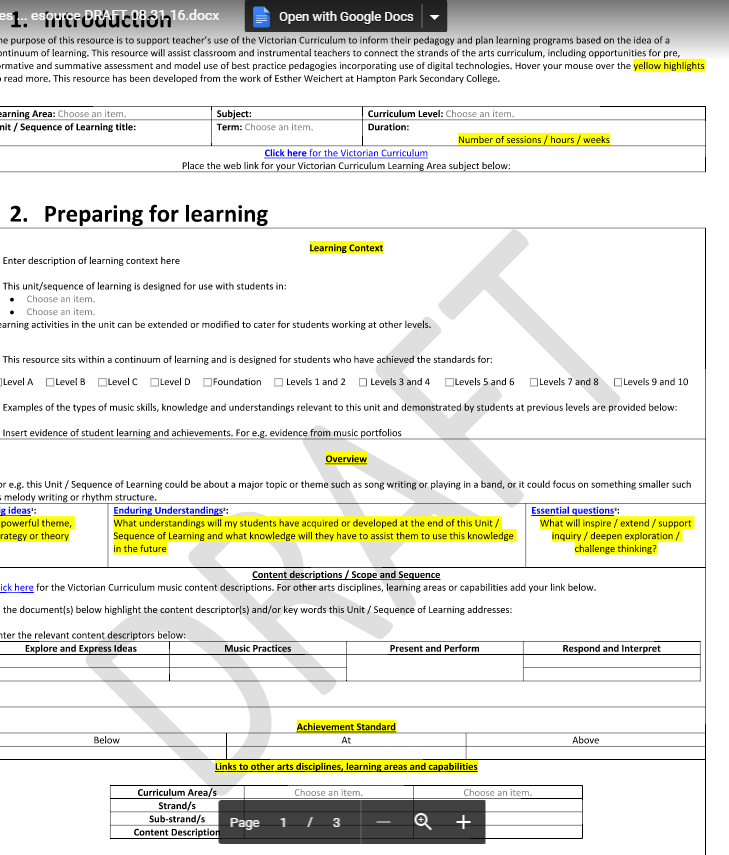 es... esource DRAFT 08.31.16.docx
Open with Google Docs
1. Introduction
he purpose of this resource is to support teacher's use of the Victorian Curriculum to inform their pedagogy and plan learning programs based on the idea of a
ontinuum of learning. This resource will assist classroom and instrumental teachers to connect the strands of the arts curriculum, including opportunities for pre,
rmative and summative assessment and model use of best practice pedagogies incorporating use of digital technologies. Hover your mouse over the yellow highlights
read more. This resource has been developed from the work of Esther Weichert at Hampton Park Secondary College.
earning Area: Choose an item. Subject: Curriculum Level: Choose an item.
nit / Sequence of Learning title: Term: Choose an item. Duration:
Number of sessions / hours / weeks
Click here for the Victorian Curriculum
Place the web link for your Victorian Curriculum Learning Area subject below:
2. Preparing for learning
Learning Context
Enter description of learning context here
This unit/sequence of learning is designed for use with students in:
• Choose an item.
• Choose an item.
earning activities in the unit can be extended or modified to cater for students working at other levels.
This resource sits within a continuum of learning and is designed for students who have achieved the standards for:
☐Level A ☐Level B ☐Level C ☐Level D ☐Foundation ☐ Levels 1 and 2 ☐ Levels 3 and 4 ☐Levels 5 and 6 ☐Levels 7 and 8 ☐Levels 9 and 10
Examples of the types of music skills, knowledge and understandings relevant to this unit and demonstrated by students at previous levels are provided below:
Insert evidence of student learning and achievements. For e.g. evidence from music portfolios
Overview
or e.g. this Unit / Sequence of Learning could be about a major topic or theme such as song writing or playing in a band, or it could focus on something smaller such
s melody writing or rhythm structure.
ig ideas¹: Enduring Understandings²: Essential questions³:
powerful theme, What understandings will my students have acquired or developed at the end of this Unit / What will inspire / extend / support
rategy or theory Sequence of Learning and what knowledge will they have to assist them to use this knowledge inquiry / deepen exploration /
in the future challenge thinking?
Content descriptions / Scope and Sequence
ick here for the Victorian Curriculum music content descriptions. For other arts disciplines, learning areas or capabilities add your link below.
the document(s) below highlight the content descriptor(s) and/or key words this Unit / Sequence of Learning addresses:
nter the relevant content descriptors below:
Explore and Express Ideas Music Practices Present and Perform Respond and Interpret
Achievement Standard
Below At Above
Links to other arts disciplines, learning areas and capabilities
Curriculum Area/s Choose an item. Choose an item.
Strand/s
Sub-strand/s
Content Description
Page 1 / 3
DRAFT